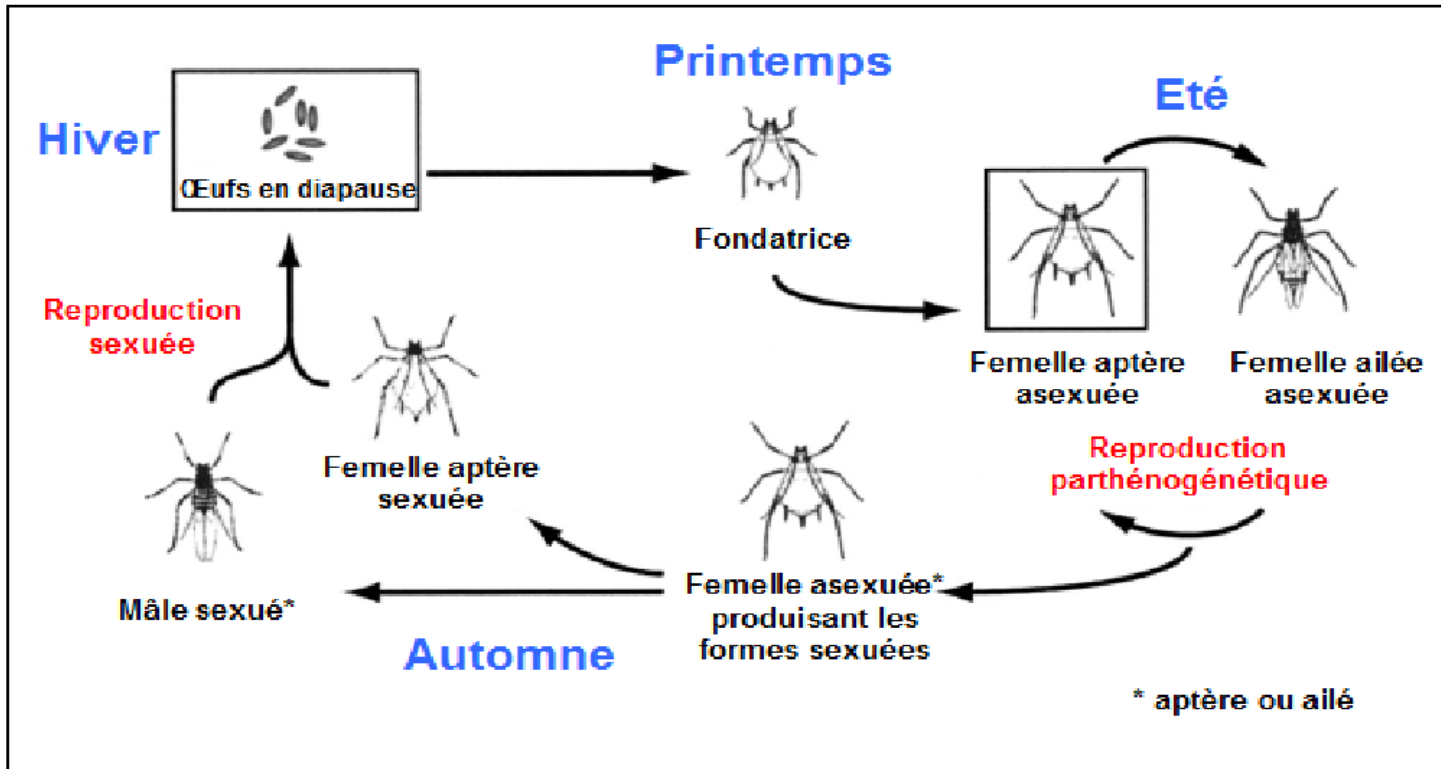 Printemps
Eté
Hiver
Œufs en diapause
Fondatrice
Reproduction
sexuée
Femelle aptère
asexuée
Femelle ailée
asexuée
Reproduction
parthénogénétique
Femelle aptère
sexuée
Mâle sexué*
Femelle asexuée*
produisant les
formes sexuées
Automne
* aptère ou ailé